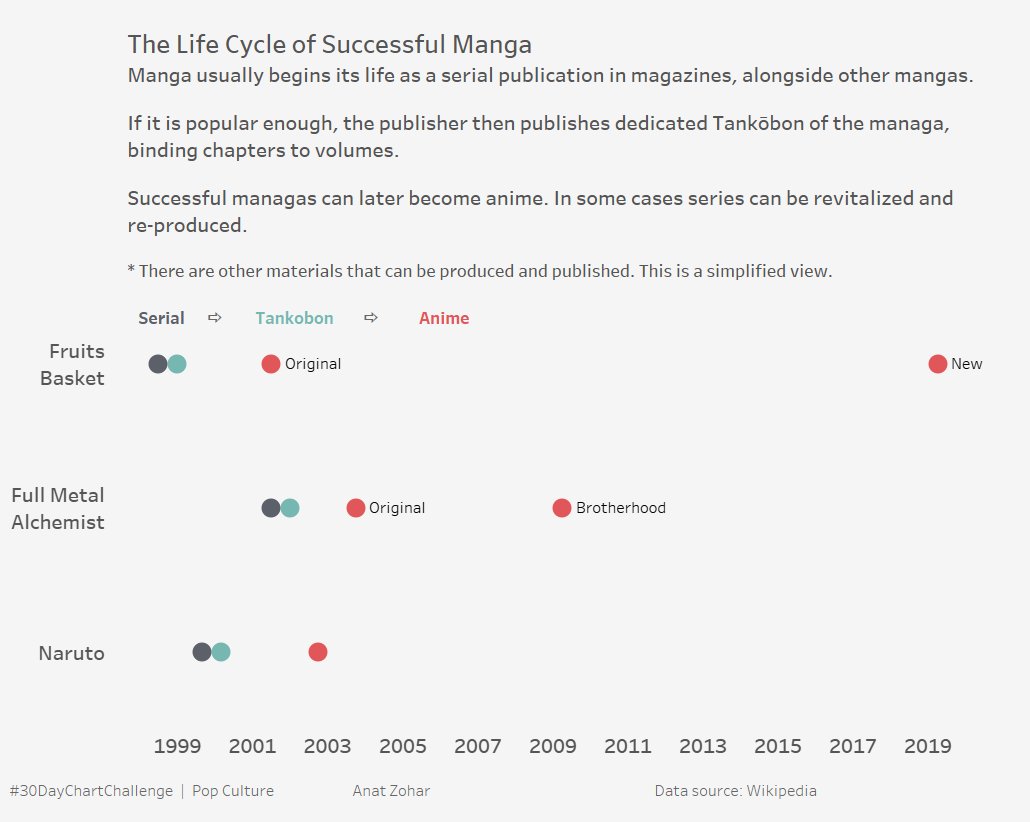 The Life Cycle of Successful Manga
Manga usually begins its life as a serial publication in magazines, alongside other mangas.
If it is popular enough, the publisher then publishes dedicated Tankōbon of the managa,
binding chapters to volumes.
Successful managas can later become anime. In some cases series can be revitalized and
re-produced.
* There are other materials that can be produced and published. This is a simplified view.
Serial ⇨ Tankobon ⇨ Anime
Fruits
Basket
Original
New
Full Metal
Alchemist
Original
Brotherhood
Naruto
1999 2001 2003 2005 2007 2009 2011 2013 2015 2017 2019
#30DayChartChallenge | Pop Culture
Anat Zohar
Data source: Wikipedia